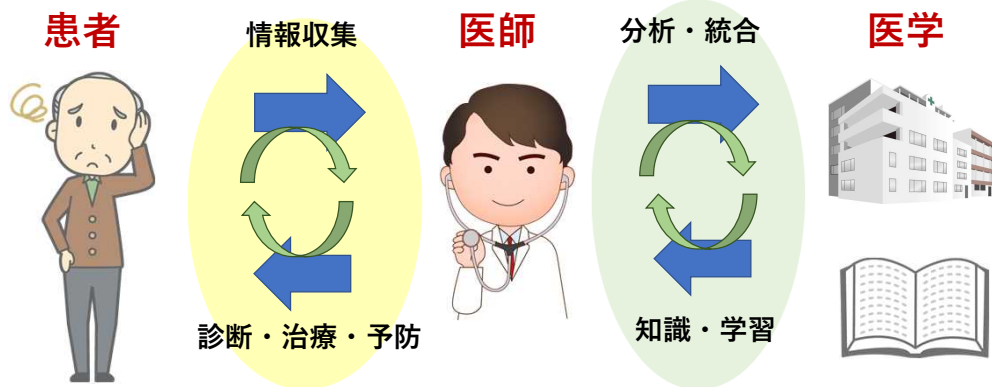 患者
情報収集
医師
分析・統合
医学
診断・治療・予防
知識・学習